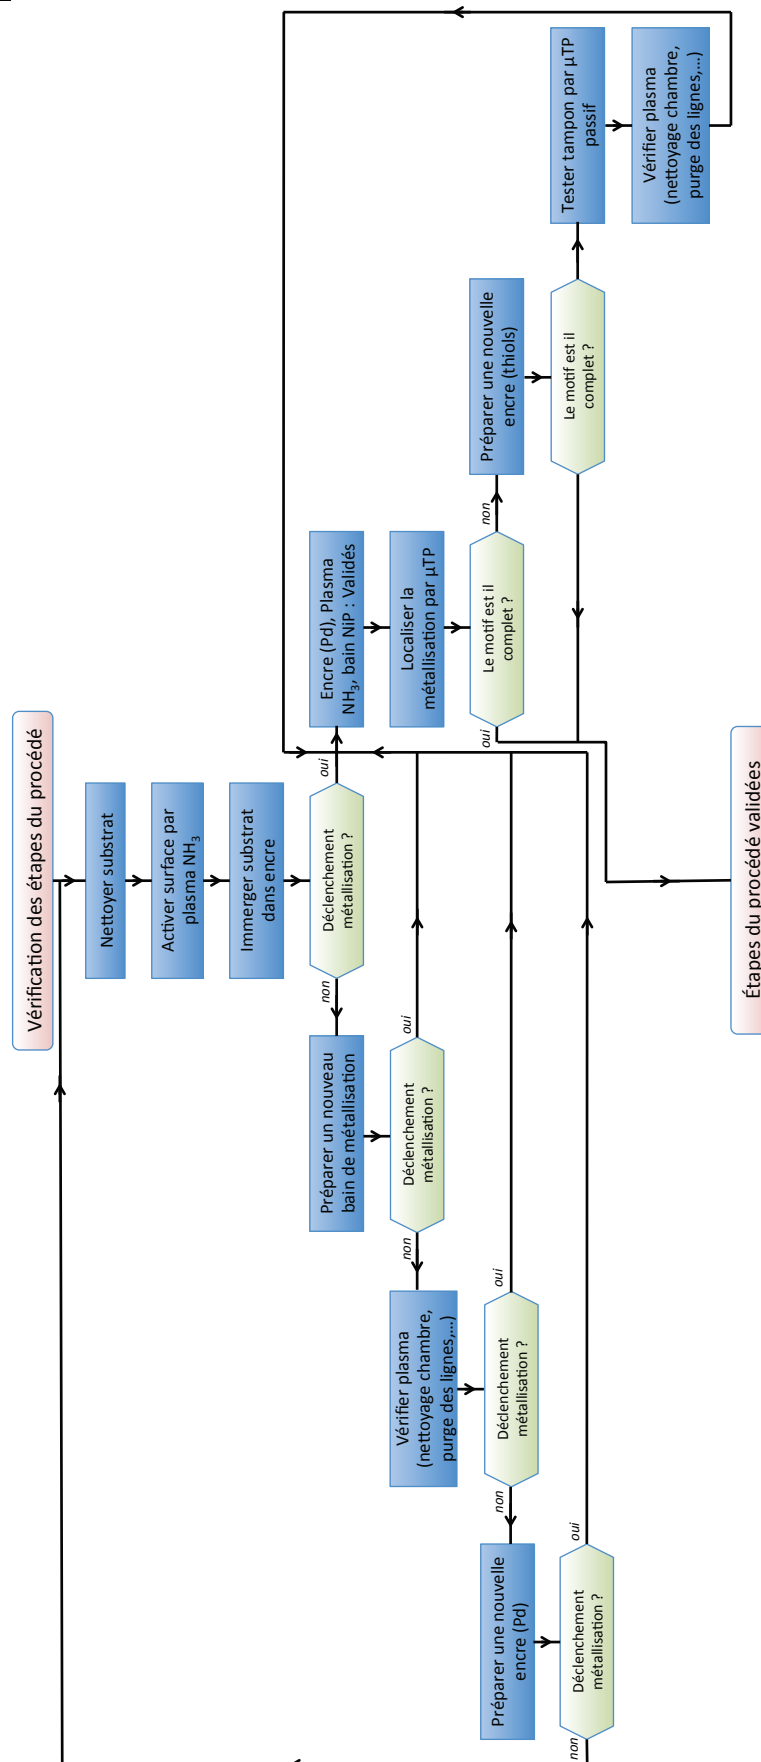 Vérification des étapes du procédé
Nettoyer substrat
Activer surface par
plasma NH₃
Immerger substrat
dans encre
Déclenchement
métallisation ?
oui
non
Encre (Pd), Plasma
NH₃, bain NiP : Validés
Localiser la
métallisation par µTP
Le motif est il
complet ?
oui
non
Préparer une nouvelle
encre (thiols)
Le motif est il
complet ?
Tester tampon par µTP
passif
Vérifier plasma
(nettoyage chambre,
purge des lignes,...)
Préparer un nouveau
bain de métallisation
Déclenchement
métallisation ?
oui
non
Vérifier plasma
(nettoyage chambre,
purge des lignes,...)
Déclenchement
métallisation ?
oui
non
Préparer une nouvelle
encre (Pd)
Déclenchement
métallisation ?
oui
non
Étapes du procédé validées